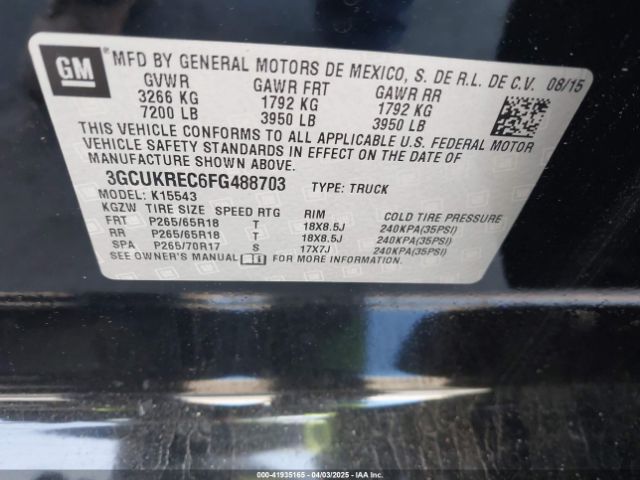 GM
MFD BY GENERAL MOTORS DE MEXICO, S. DE R.L. DE C.V. 08/15
GVWR GAWR FRT GAWR RR
3266 KG 1792 KG 1792 KG
7200 LB 3950 LB 3950 LB
THIS VEHICLE CONFORMS TO ALL APPLICABLE U.S. FEDERAL MOTOR
VEHICLE SAFETY STANDARDS IN EFFECT ON THE DATE OF
MANUFACTURE SHOWN ABOVE.
3GCUKREC6FG488703 TYPE: TRUCK
MODEL: K15543
KGZW TIRE SIZE SPEED RTG RIM COLD TIRE PRESSURE
FRT P265/65R18 T 18X8.5J 240KPA(35PSI)
RR P265/65R18 T 18X8.5J 240KPA(35PSI)
SPA P265/70R17 S 17X7J 240KPA(35PSI)
SEE OWNER'S MANUAL FOR MORE INFORMATION.
000-41935165 - 04/03/2025 - IAAI.COM